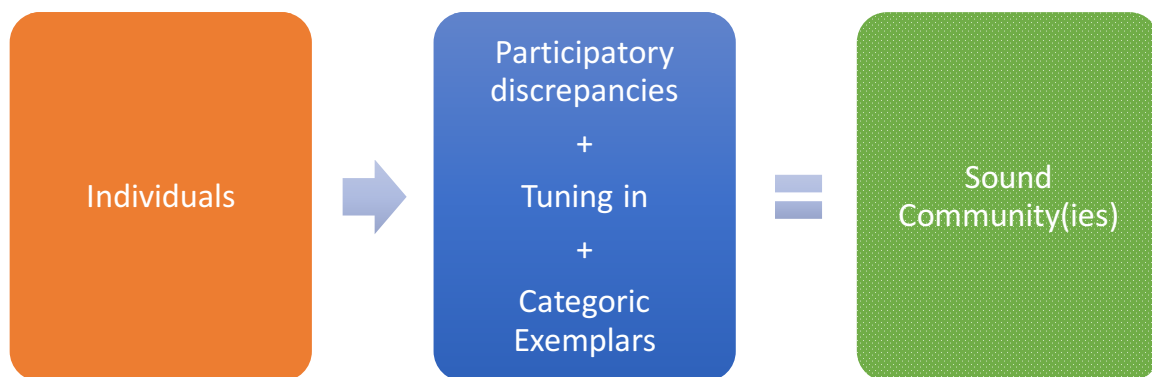 Individuals
Participatory
discrepancies
+
Tuning in
+
Categoric
Exemplars
Sound
Community(ies)